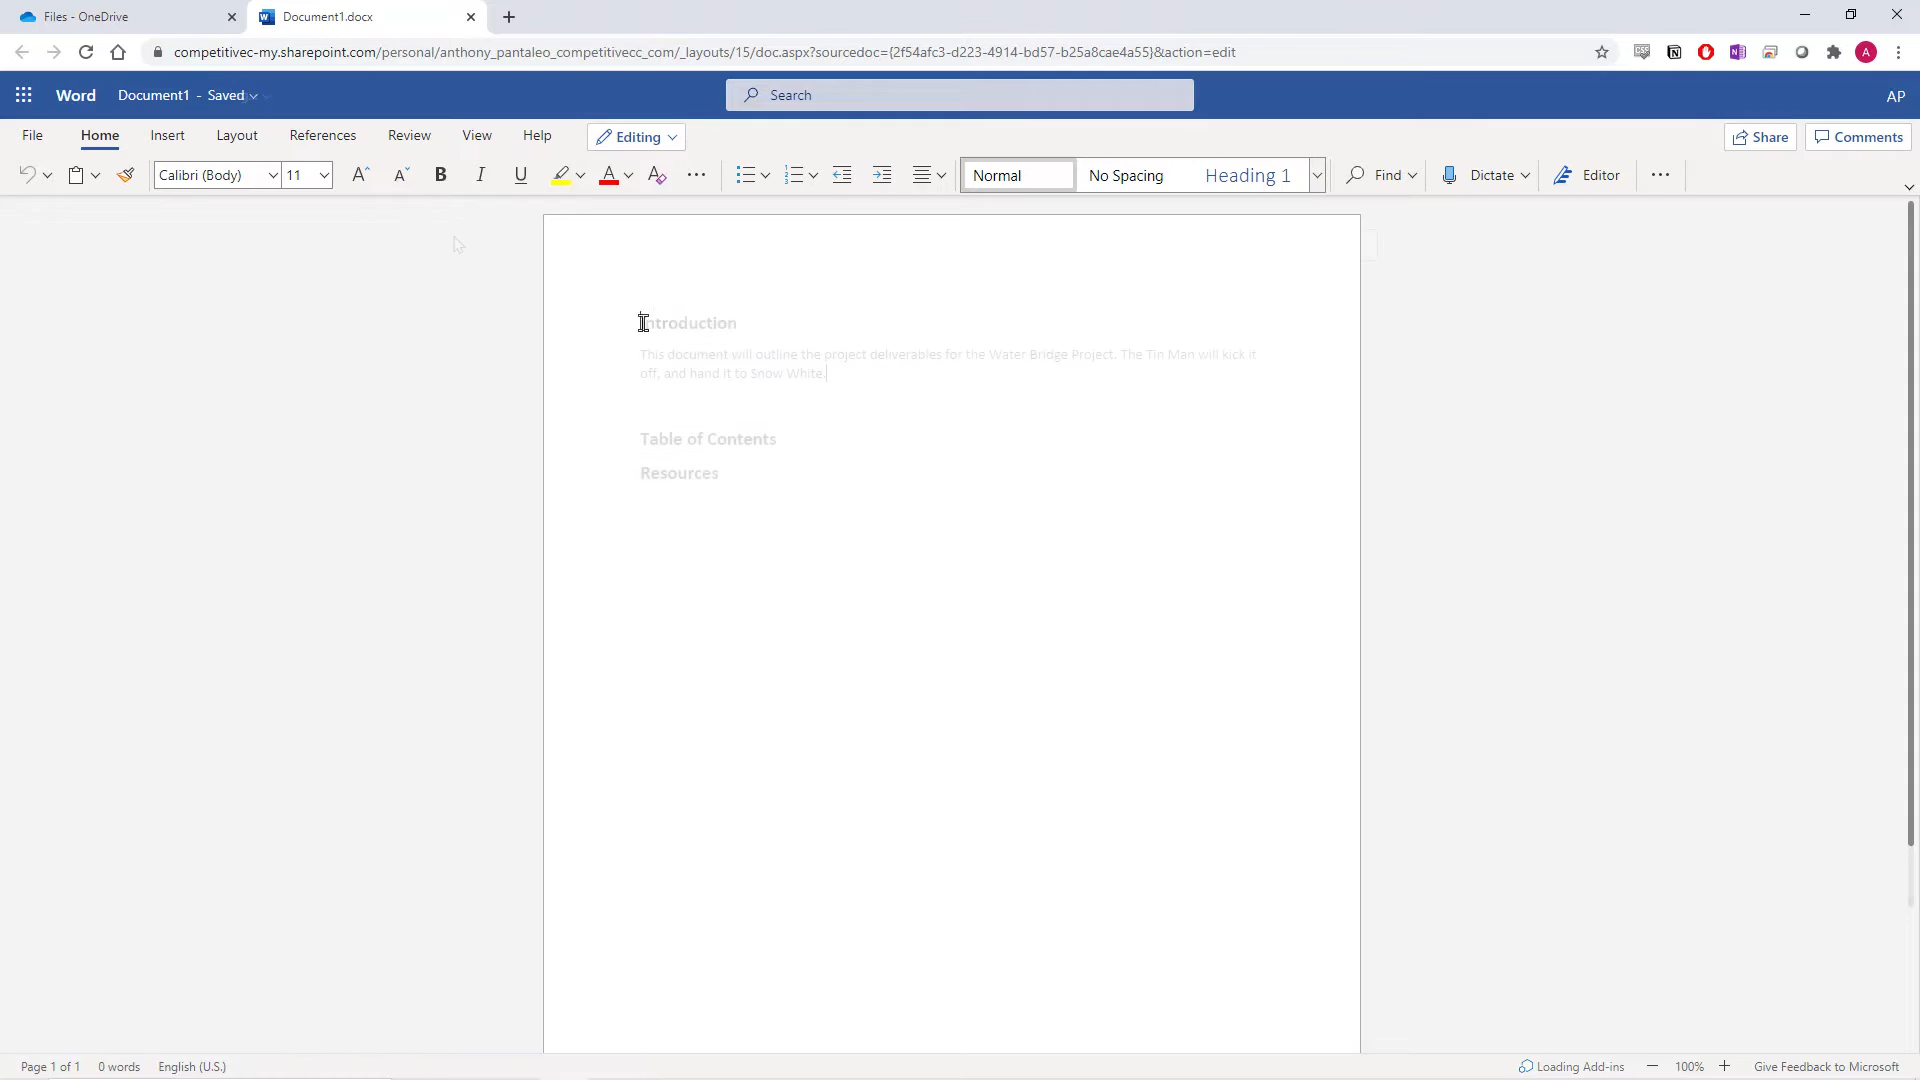 Files - OneDrive
Document1.docx
competitivec-my.sharepoint.com/personal/anthony_pantaleo_competitivecc_com/_layouts/15/doc.aspx?sourcedoc={2f54afc3-d223-4914-bd57-b25a8cae4a55}&action=edit
A
Word Document1 - Saved
Search
AP
File Home Insert Layout References Review View Help Editing
Share Comments
Calibri (Body) 11 B I U A Normal No Spacing Heading 1 Find Dictate Editor
Introduction
This document will outline the project deliverables for the Water Bridge Project. The Tin Man will kick it
off, and hand it to Snow White.
Table of Contents
Resources
Page 1 of 1 0 words English (U.S.) Loading Add-ins 100% Give Feedback to Microsoft